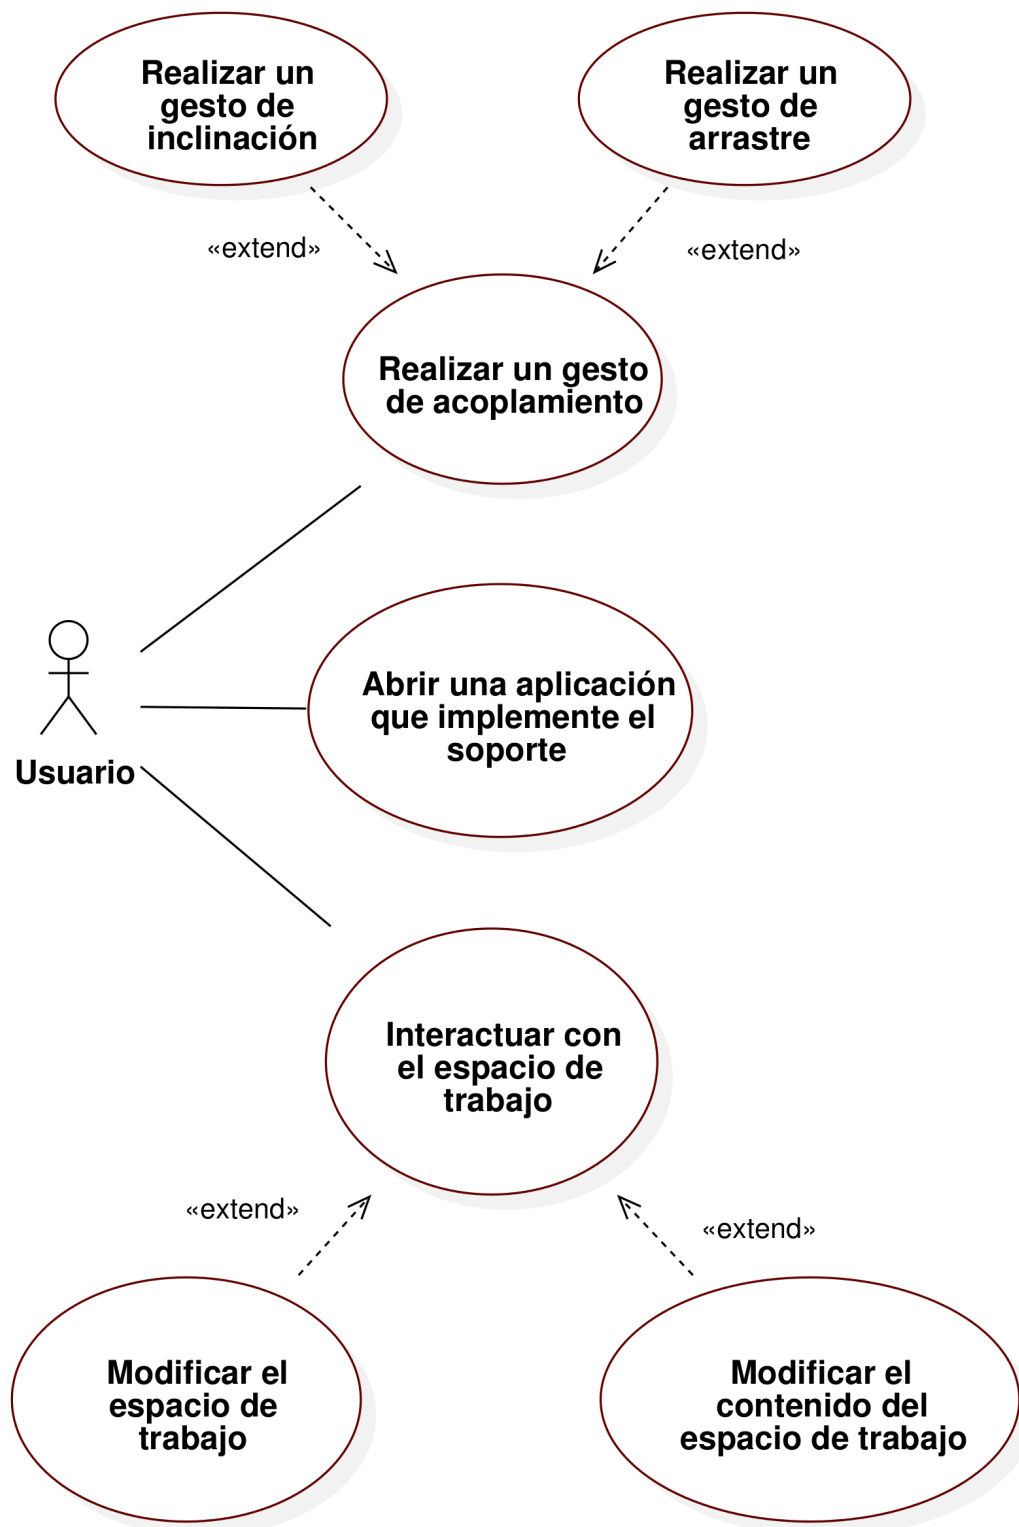 Realizar un
gesto de
inclinación
Realizar un
gesto de
arrastre
«extend»
«extend»
Realizar un gesto
de acoplamiento
Abrir una aplicación
que implemente el
soporte
Usuario
Interactuar con
el espacio de
trabajo
«extend»
«extend»
Modificar el
espacio de
trabajo
Modificar el
contenido del
espacio de trabajo